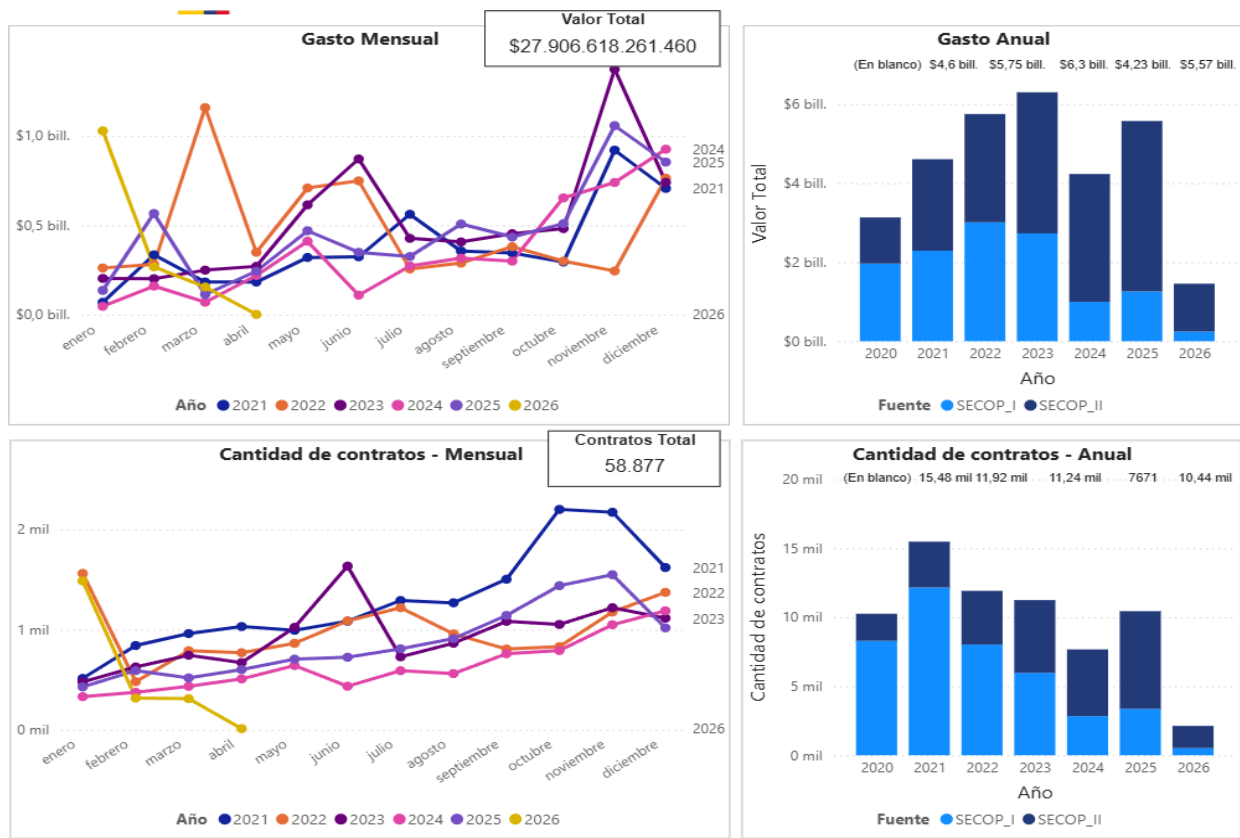 Gasto Mensual
Valor Total
$27.906.618.261.460
$1,0 bill.
$0,5 bill.
$0,0 bill.
2024
2025
2021
2026
enero
febrero
marzo
abril
mayo
junio
julio
agosto
septiembre
octubre
noviembre
diciembre
Año 2021 2022 2023 2024 2025 2026
Gasto Anual
(En blanco) $4,6 bill. $5,75 bill. $6,3 bill. $4,23 bill. $5,57 bill.
Valor Total
$6 bill.
$4 bill.
$2 bill.
$0 bill.
2020 2021 2022 2023 2024 2025 2026
Año
Fuente SECOP_I SECOP_II
Cantidad de contratos - Mensual
Contratos Total
58.877
2 mil
1 mil
0 mil
2021
2022
2023
2026
enero
febrero
marzo
abril
mayo
junio
julio
agosto
septiembre
octubre
noviembre
diciembre
Año 2021 2022 2023 2024 2025 2026
Cantidad de contratos - Anual
(En blanco) 15,48 mil 11,92 mil 11,24 mil 7671 10,44 mil
Cantidad de contratos
20 mil
15 mil
10 mil
5 mil
0 mil
2020 2021 2022 2023 2024 2025 2026
Año
Fuente SECOP_I SECOP_II